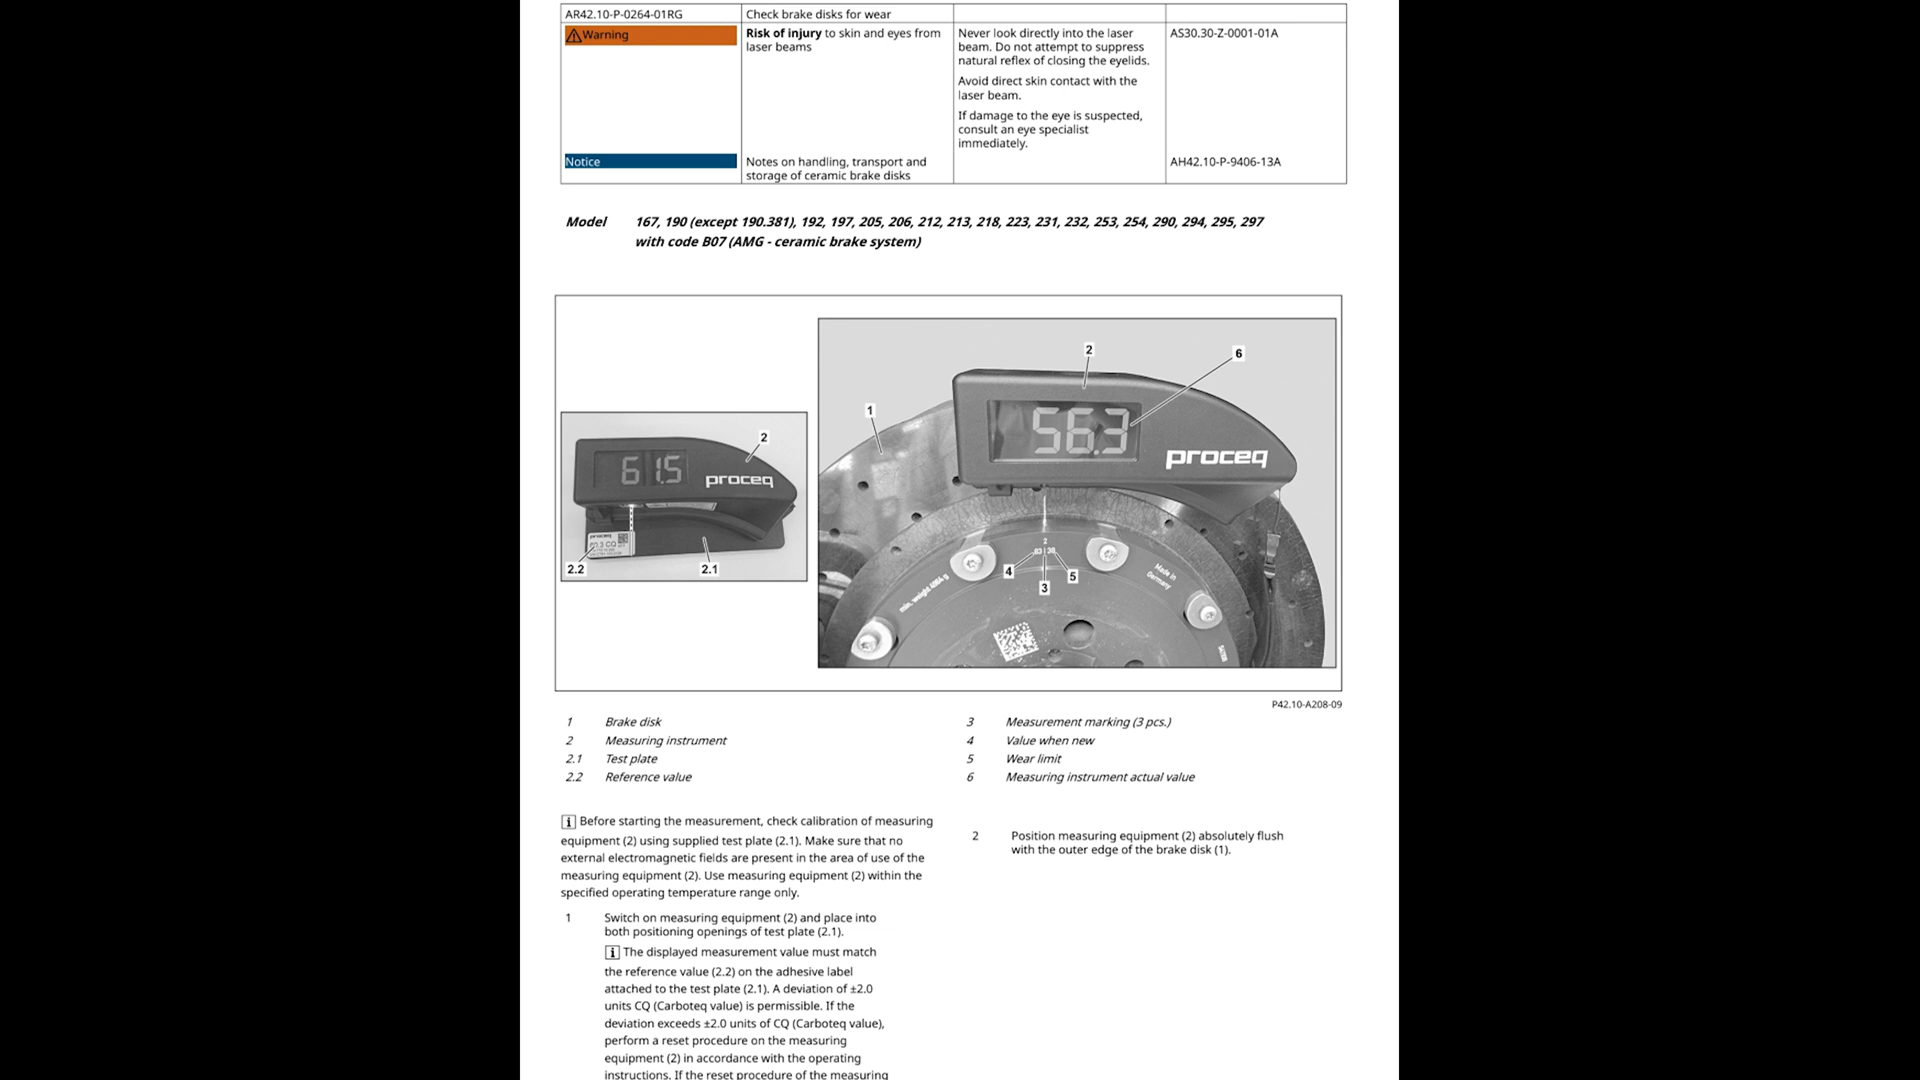 AR42.10-P-0264-01RG Check brake disks for wear
Warning
Risk of injury to skin and eyes from
laser beams
Never look directly into the laser
beam. Do not attempt to suppress
natural reflex of closing the eyelids.
Avoid direct skin contact with the
laser beam.
If damage to the eye is suspected,
consult an eye specialist
immediately.
AS30.30-Z-0001-01A
Notice
Notes on handling, transport and
storage of ceramic brake disks
AH42.10-P-9406-13A
Model 167, 190 (except 190.381), 192, 197, 205, 206, 212, 213, 218, 223, 231, 232, 253, 254, 290, 294, 295, 297
with code B07 (AMG - ceramic brake system)
2
61.5
proceq
proceq
60.3 CQ
2.2
2.1
2
6
1
56.3
proceq
2
83 38
4
5
3
min. weight
Made in
Germany
P42.10-A208-09
1 Brake disk
2 Measuring instrument
2.1 Test plate
2.2 Reference value
3 Measurement marking (3 pcs.)
4 Value when new
5 Wear limit
6 Measuring instrument actual value
i Before starting the measurement, check calibration of measuring
equipment (2) using supplied test plate (2.1). Make sure that no
external electromagnetic fields are present in the area of use of the
measuring equipment (2). Use measuring equipment (2) within the
specified operating temperature range only.
1 Switch on measuring equipment (2) and place into
both positioning openings of test plate (2.1).
i The displayed measurement value must match
the reference value (2.2) on the adhesive label
attached to the test plate (2.1). A deviation of ±2.0
units CQ (Carboteq value) is permissible. If the
deviation exceeds ±2.0 units of CQ (Carboteq value),
perform a reset procedure on the measuring
equipment (2) in accordance with the operating
instructions. If the reset procedure of the measuring
2 Position measuring equipment (2) absolutely flush
with the outer edge of the brake disk (1).